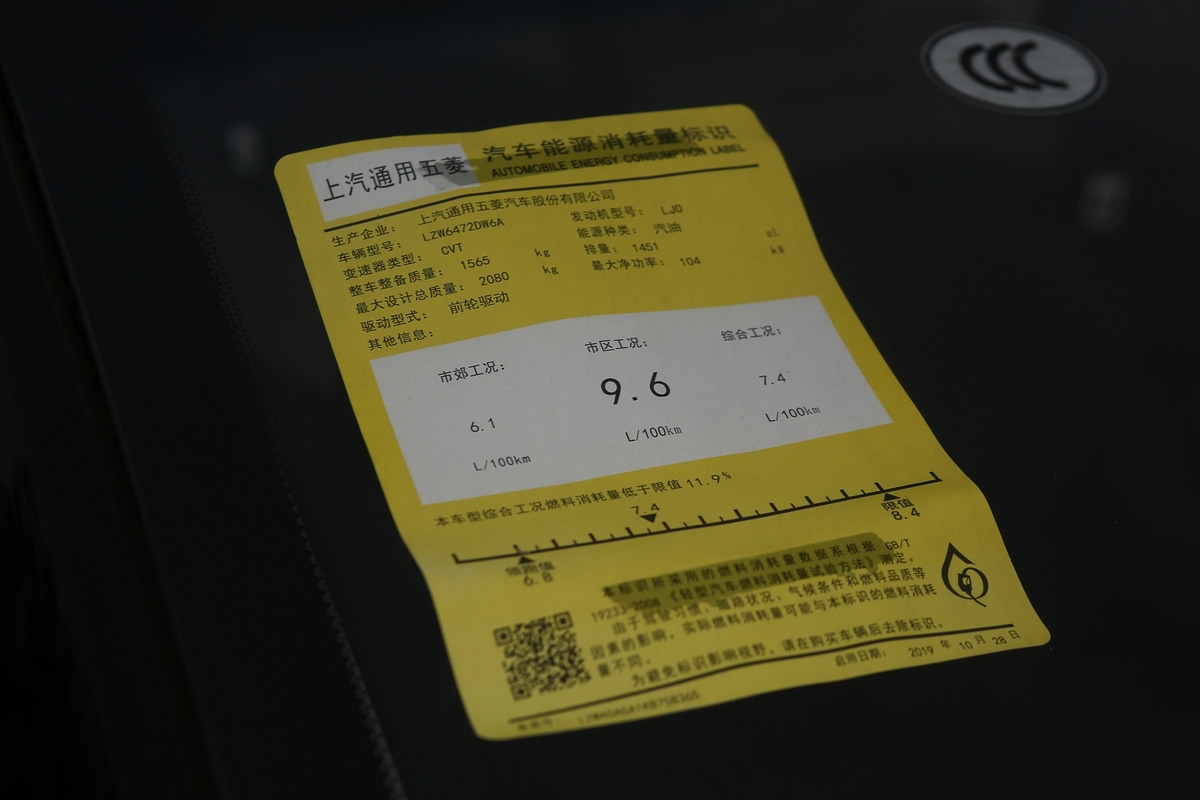 CCC
上汽通用五菱
汽车能源消耗量标识
AUTOMOBILE ENERGY CONSUMPTION LABEL
生产企业： 上汽通用五菱汽车股份有限公司
车辆型号： LZW6472DW6A 发动机型号： LJO
变速器类型： CVT 能源种类： 汽油
整车整备质量： 1565 kg 排量： 1451 mL
最大设计总质量： 2080 kg 最大净功率： 104 kW
驱动型式： 前轮驱动
其他信息：
市郊工况： 市区工况： 综合工况：
6.1 9.6 7.4
L/100km L/100km L/100km
本车型综合工况燃料消耗量低于限值11.9%
7.4
领跑值 限值
6.8 8.4
本标识所采用的燃料消耗量数据系根据 GB/T
19233-2008 《轻型汽车燃料消耗量试验方法》测定。
由于驾驶习惯、道路状况、气候条件和燃料品质等
因素的影响，实际燃料消耗量可能与本标识的燃料消耗
量不同。
为避免标识影响视野，请在购买车辆后去除标识。
启用日期： 2019 年 10 月 28 日